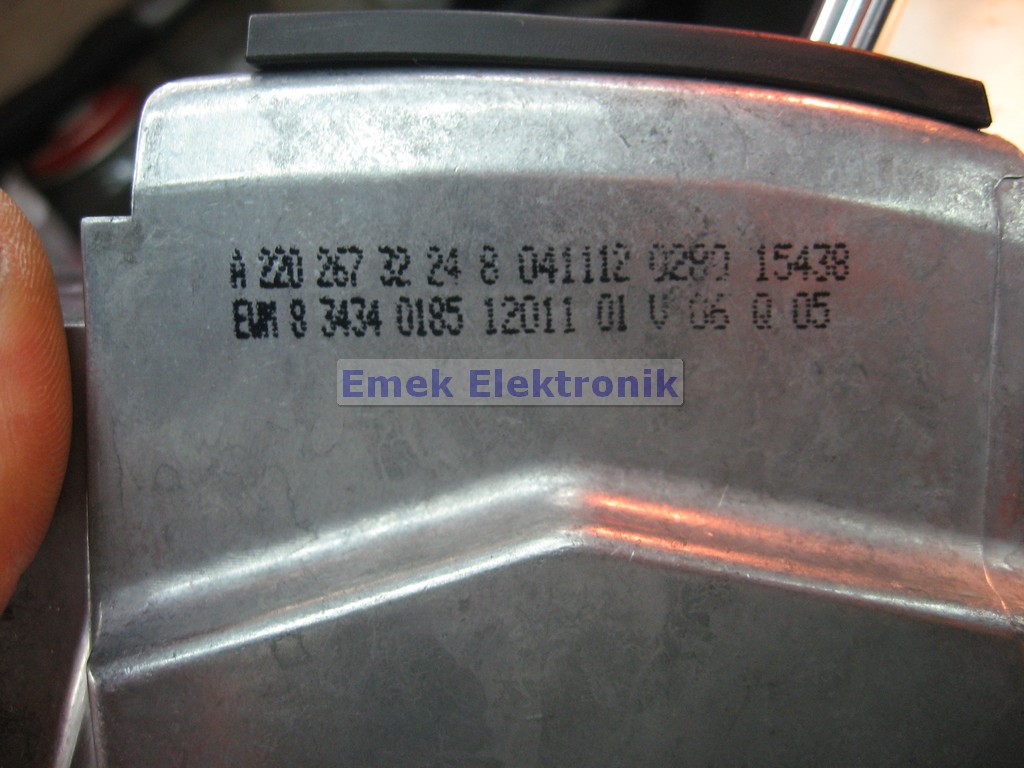 A 220 267 32 24 8 041112 0280 15438
EWM 8 3434 0185 12011 01 V 06 Q 05
Emek Elektronik